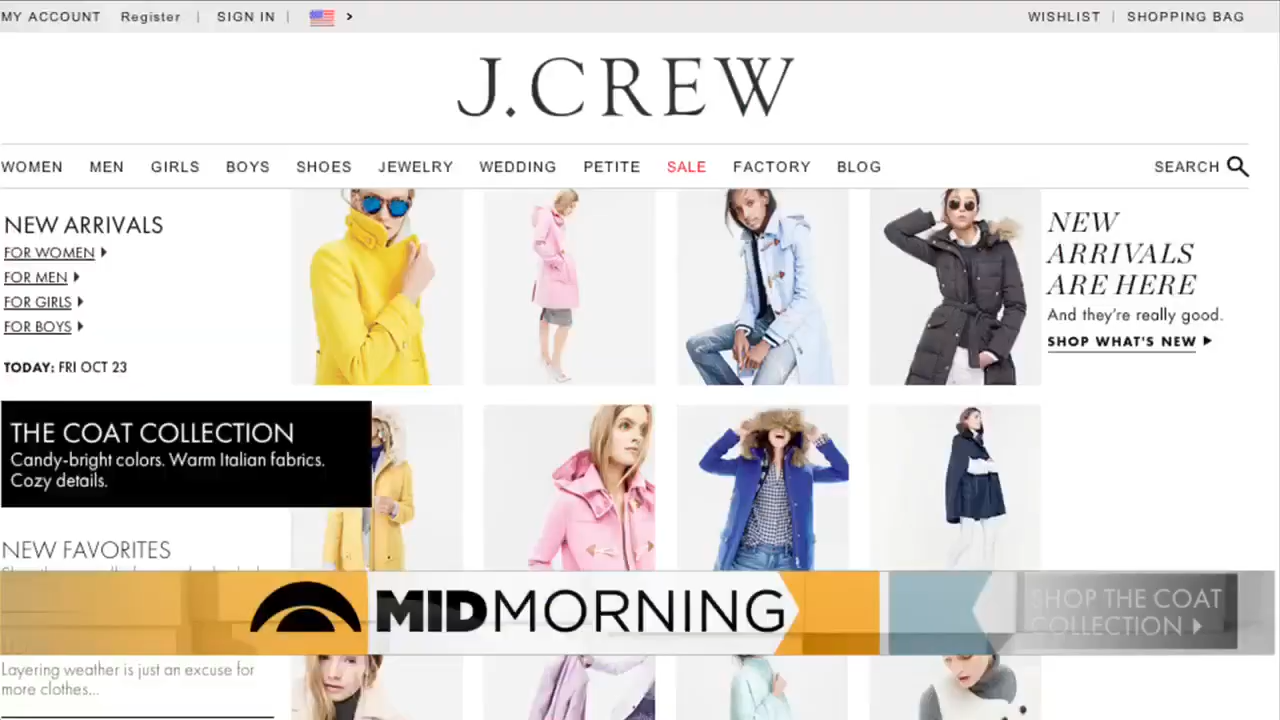 MY ACCOUNT Register | SIGN IN | >
WISHLIST | SHOPPING BAG
J.CREW
WOMEN MEN GIRLS BOYS SHOES JEWELRY WEDDING PETITE SALE FACTORY BLOG SEARCH
NEW ARRIVALS
FOR WOMEN
FOR MEN
FOR GIRLS
FOR BOYS
TODAY: FRI OCT 23
NEW
ARRIVALS
ARE HERE
And they're really good.
SHOP WHAT'S NEW
THE COAT COLLECTION
Candy-bright colors. Warm Italian fabrics.
Cozy details.
NEW FAVORITES
MIDMORNING
SHOP THE COAT
COLLECTION
Layering weather is just an excuse for
more clothes...